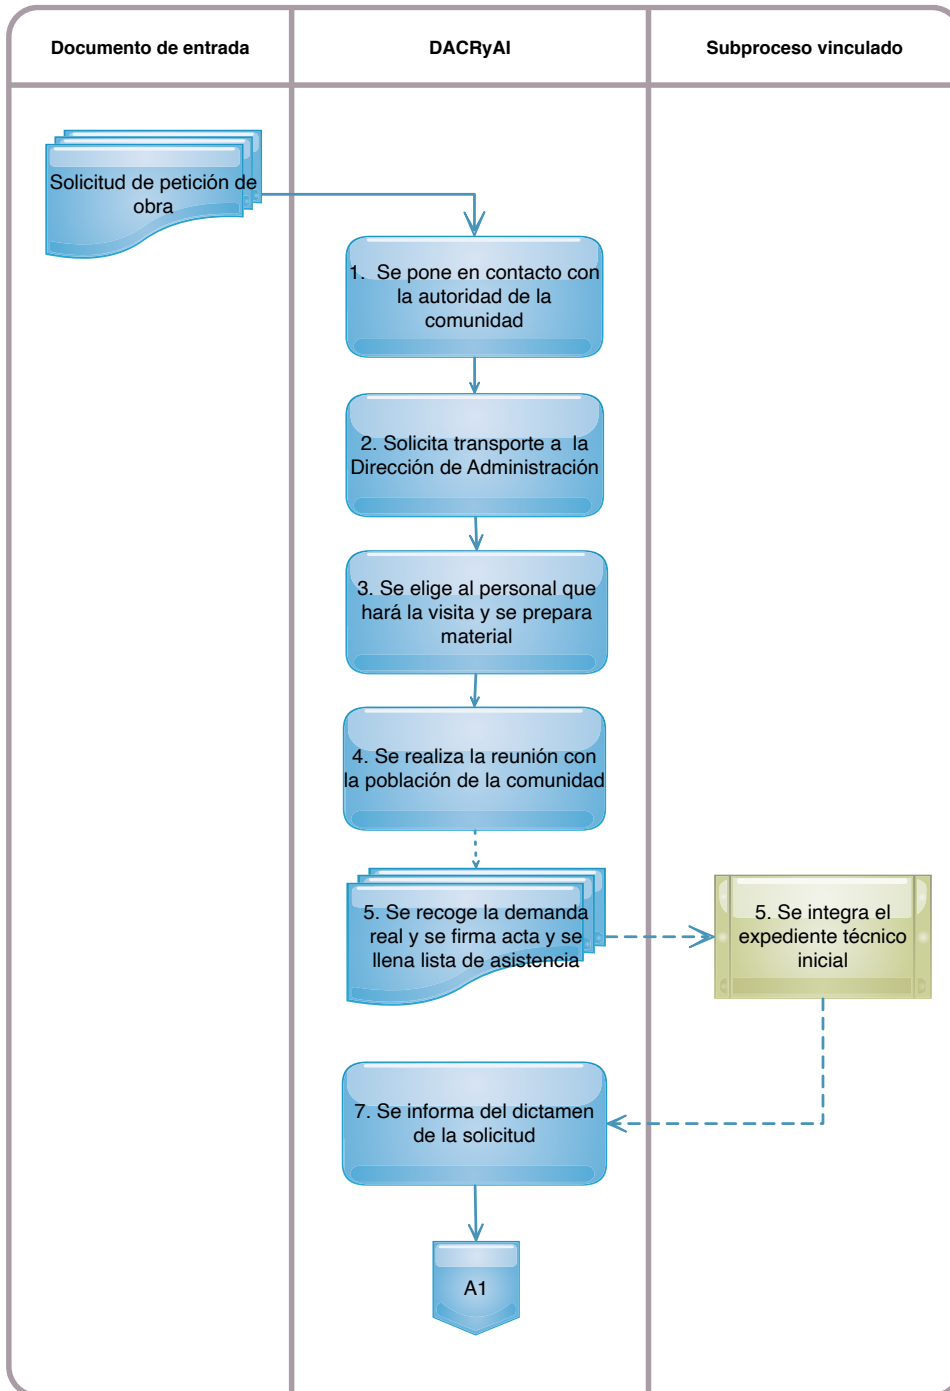 Documento de entrada
DACRyAI
Subproceso vinculado
Solicitud de petición de
obra
1.  Se pone en contacto con
la autoridad de la
comunidad
2. Solicita transporte a  la
Dirección de Administración
3. Se elige al personal que
hará la visita y se prepara
material
4. Se realiza la reunión con
la población de la comunidad
5. Se recoge la demanda
real y se firma acta y se
llena lista de asistencia
5. Se integra el
expediente técnico
inicial
7. Se informa del dictamen
de la solicitud
A1